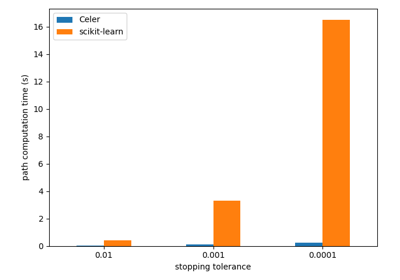 Celer
scikit-learn
path computation time (s)
16
14
12
10
8
6
4
2
0
0.01 0.001 0.0001
stopping tolerance